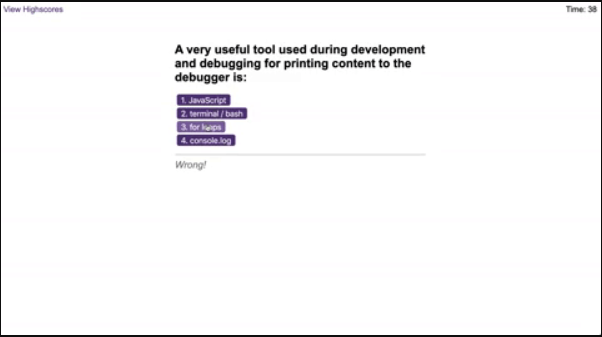 View Highscores
Time: 38
A very useful tool used during development
and debugging for printing content to the
debugger is:
1. JavaScript
2. terminal / bash
3. for loops
4. console.log
Wrong!